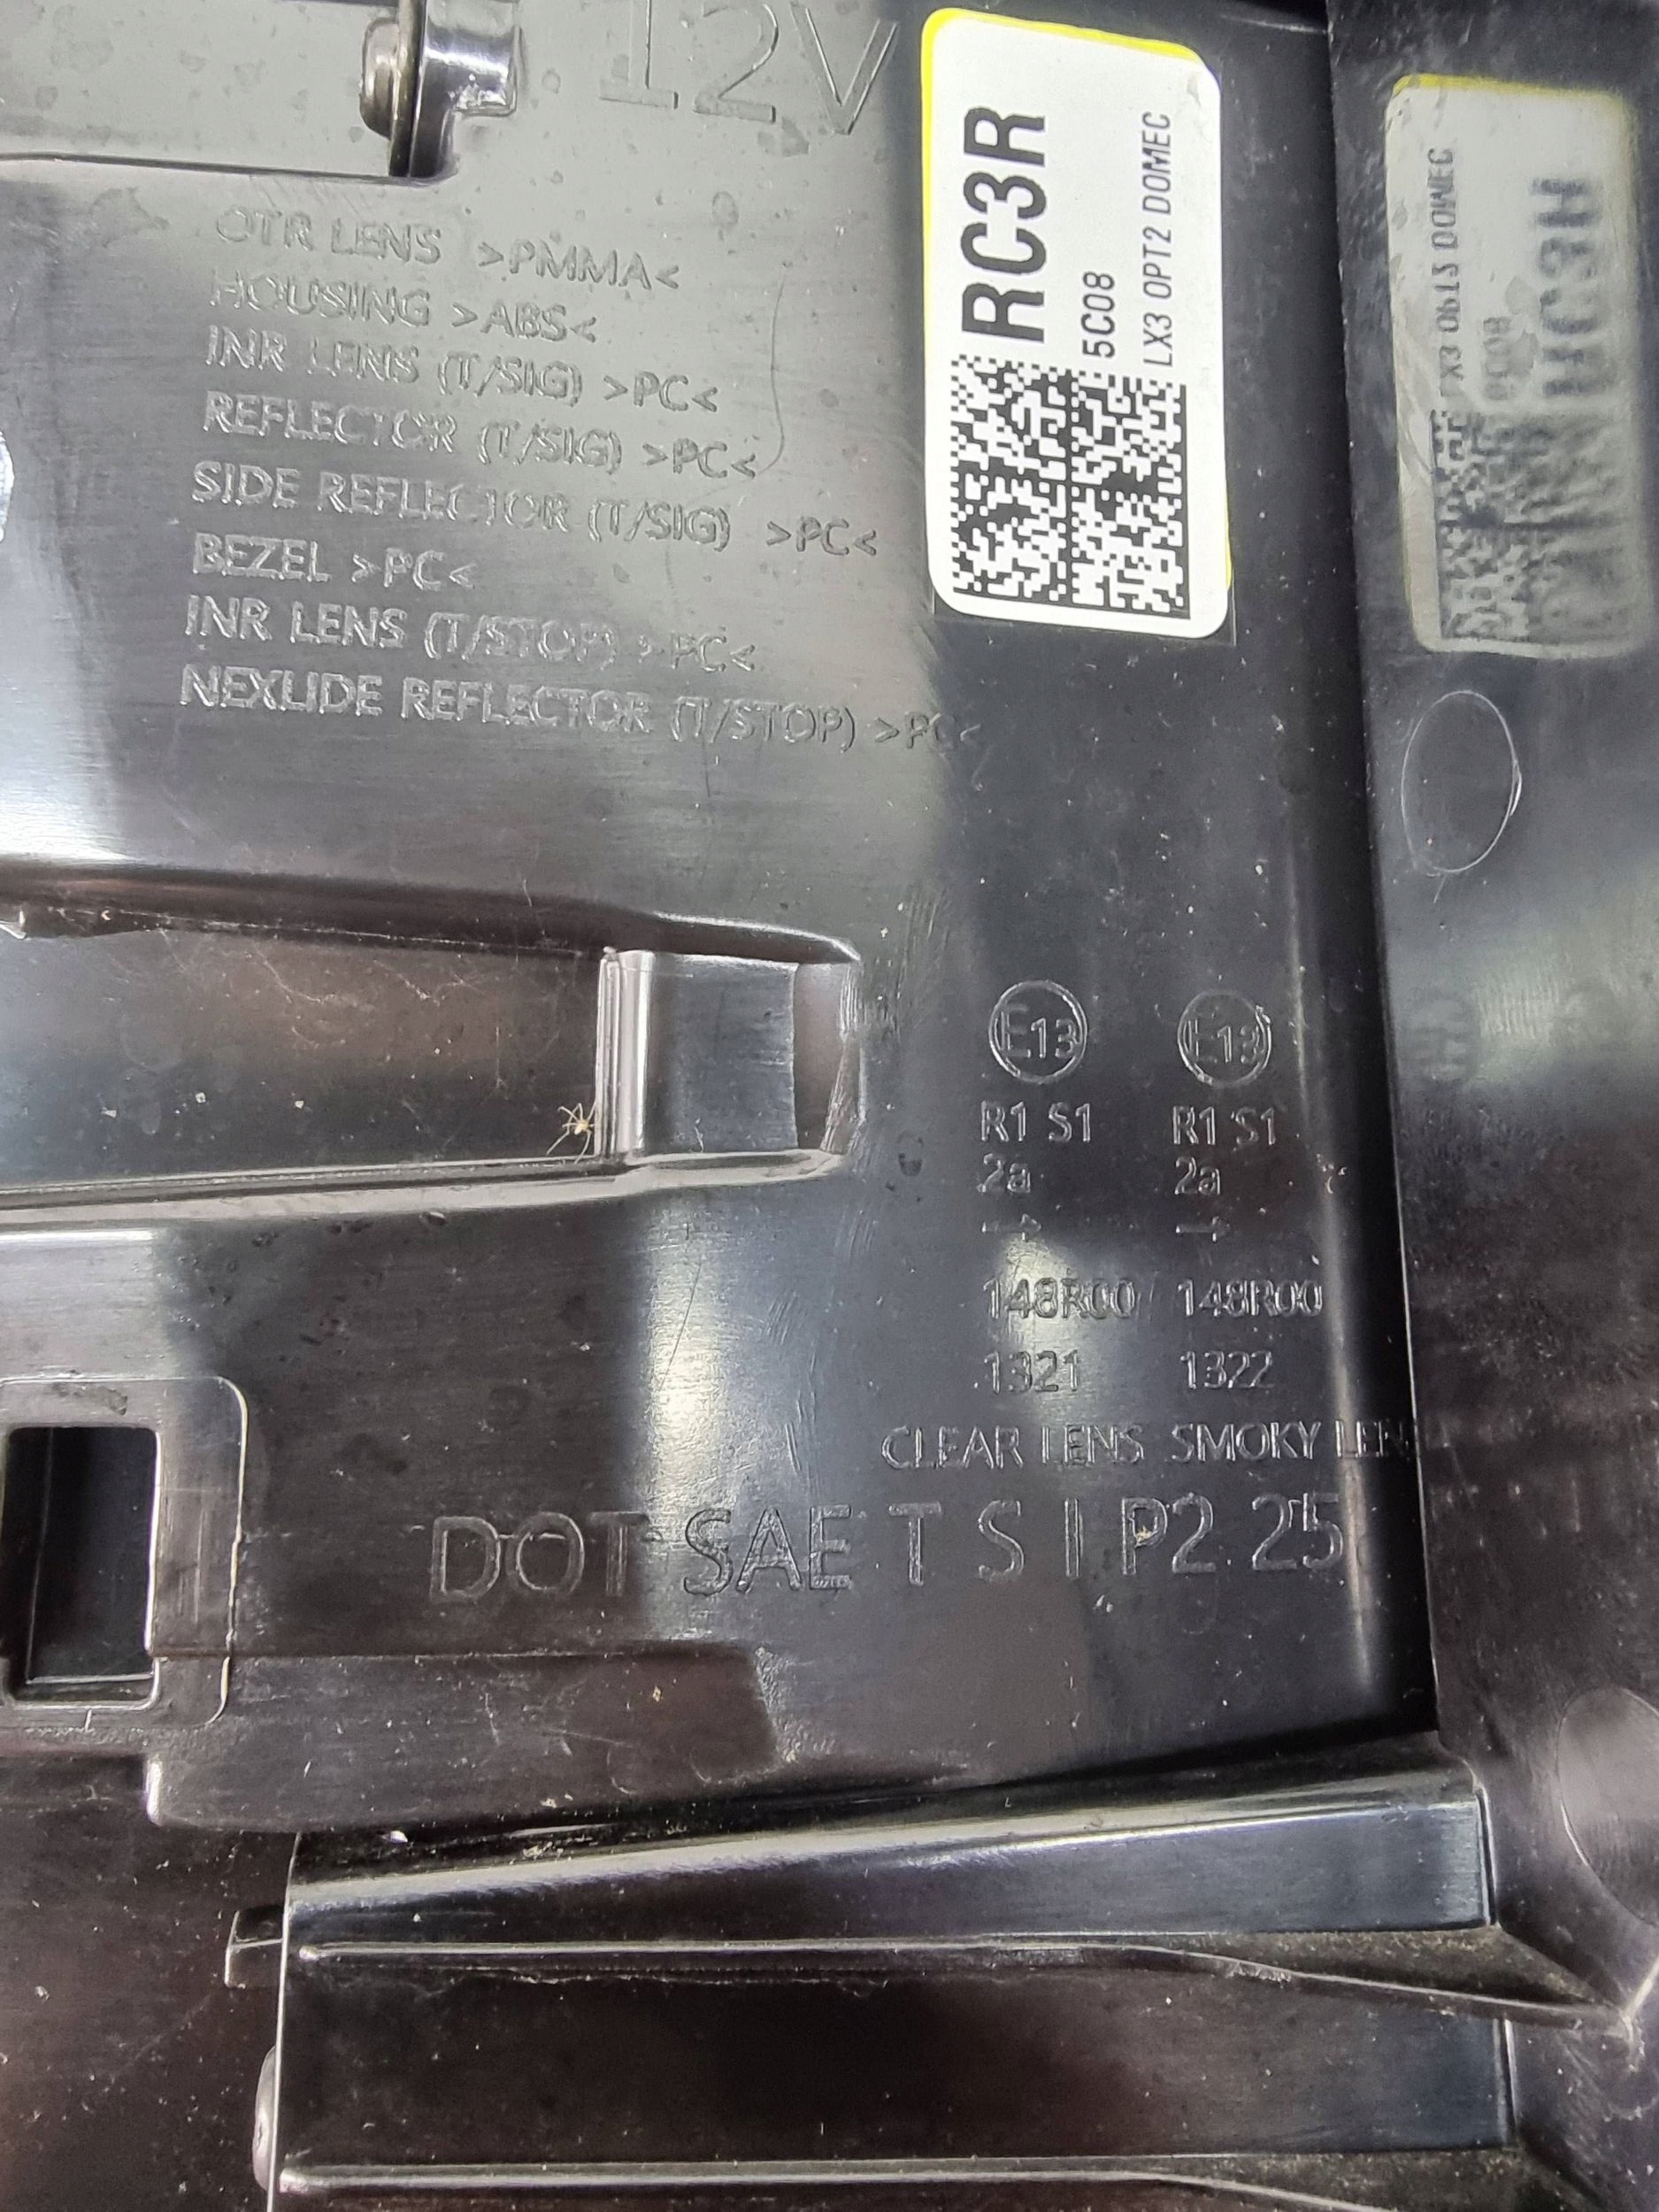 12V
RC3R
5C08
LX3 OPT2 DOMEC
OTR LENS >PMMA<
HOUSING >ABS<
INR LENS (T/SIG) >PC<
REFLECTOR (T/SIG) >PC<
SIDE REFLECTOR (T/SIG) >PC<
BEZEL >PC<
INR LENS (T/STOP) >PC<
NEXLIDE REFLECTOR (T/STOP) >PC<
E13 E13
R1 S1 R1 S1
2a 2a
→ →
148R00 148R00
1321 1322
CLEAR LENS SMOKY LEN
DOT SAE T S I P2 25